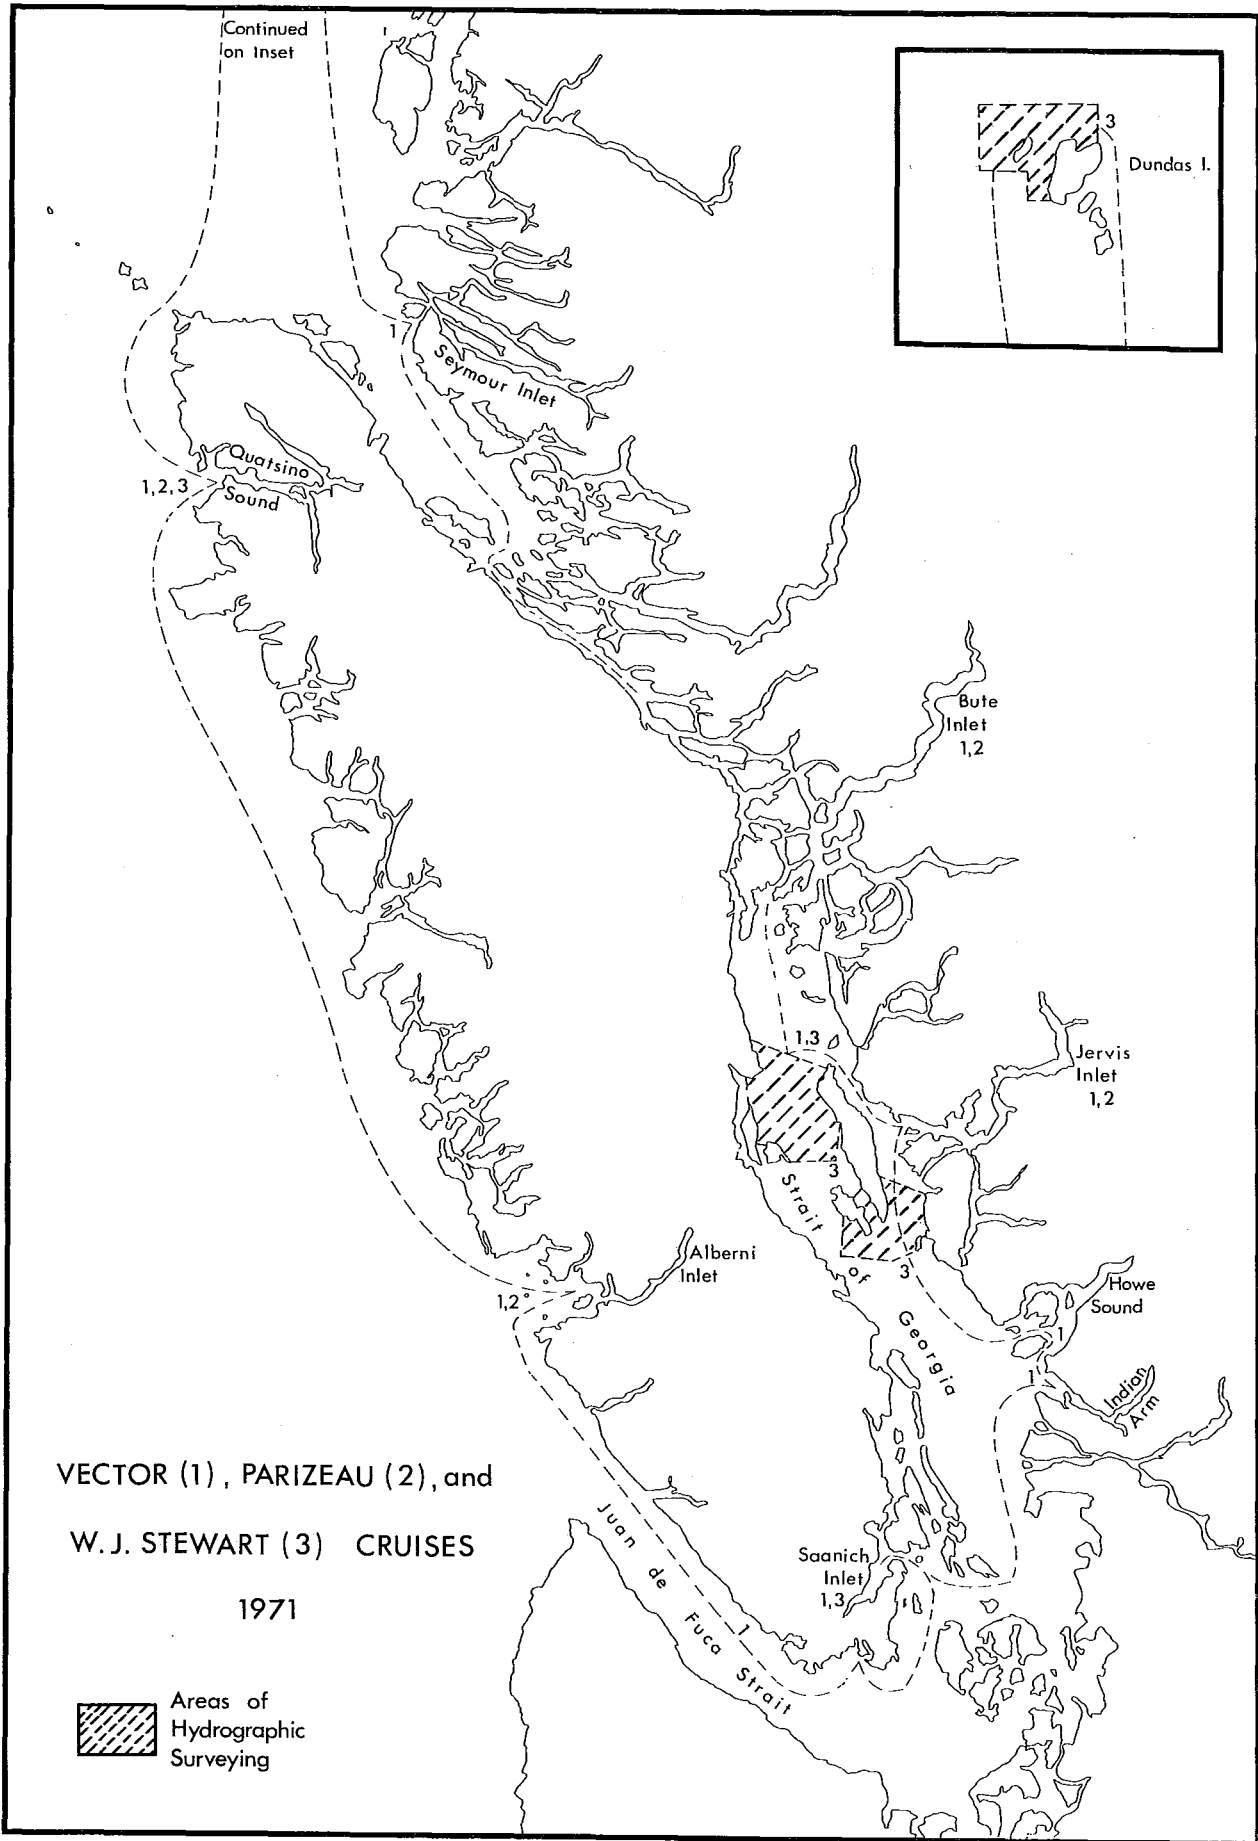 Continued
on Inset
3
Dundas I.
1
Seymour Inlet
Quatsino
Sound
1,2,3
Bute
Inlet
1,2
1,3
Jervis
Inlet
1,2
3
Strait
of
Georgia
3
Alberni
Inlet
1,2
Howe
Sound
1
1
Indian
Arm
VECTOR (1), PARIZEAU (2), and
W. J. STEWART (3) CRUISES
1971
Juan de Fuca Strait
1
Saanich
Inlet
1,3
Areas of
Hydrographic
Surveying